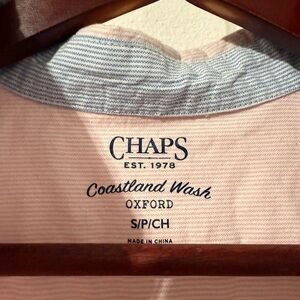 CHAPS
EST. 1978
Coastland Wash
OXFORD
S/P/CH
MADE IN CHINA